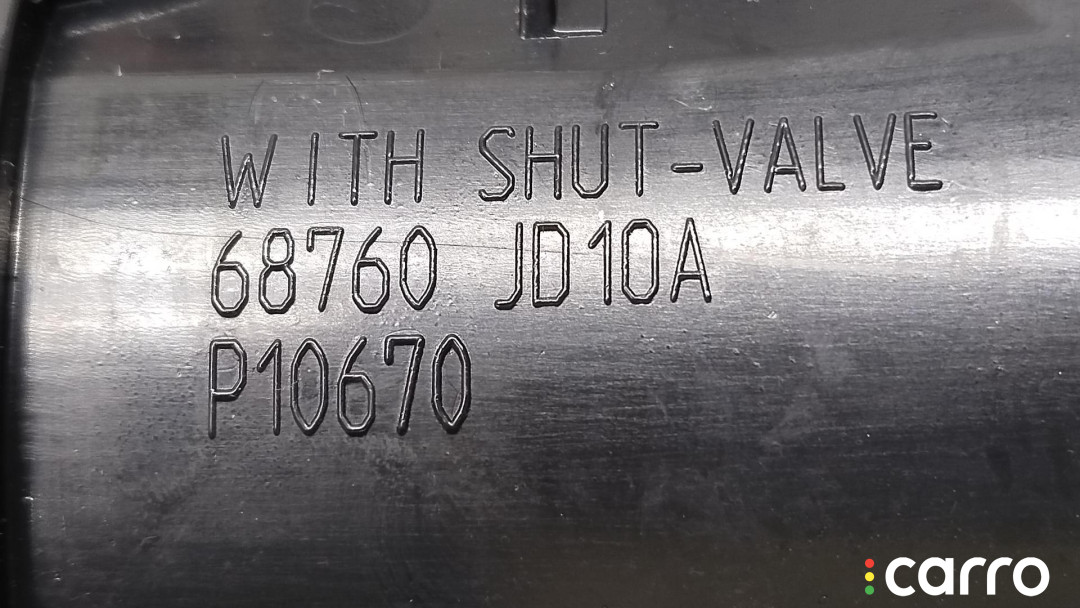 WITH SHUT-VALVE
68760 JD10A
P10670
carro